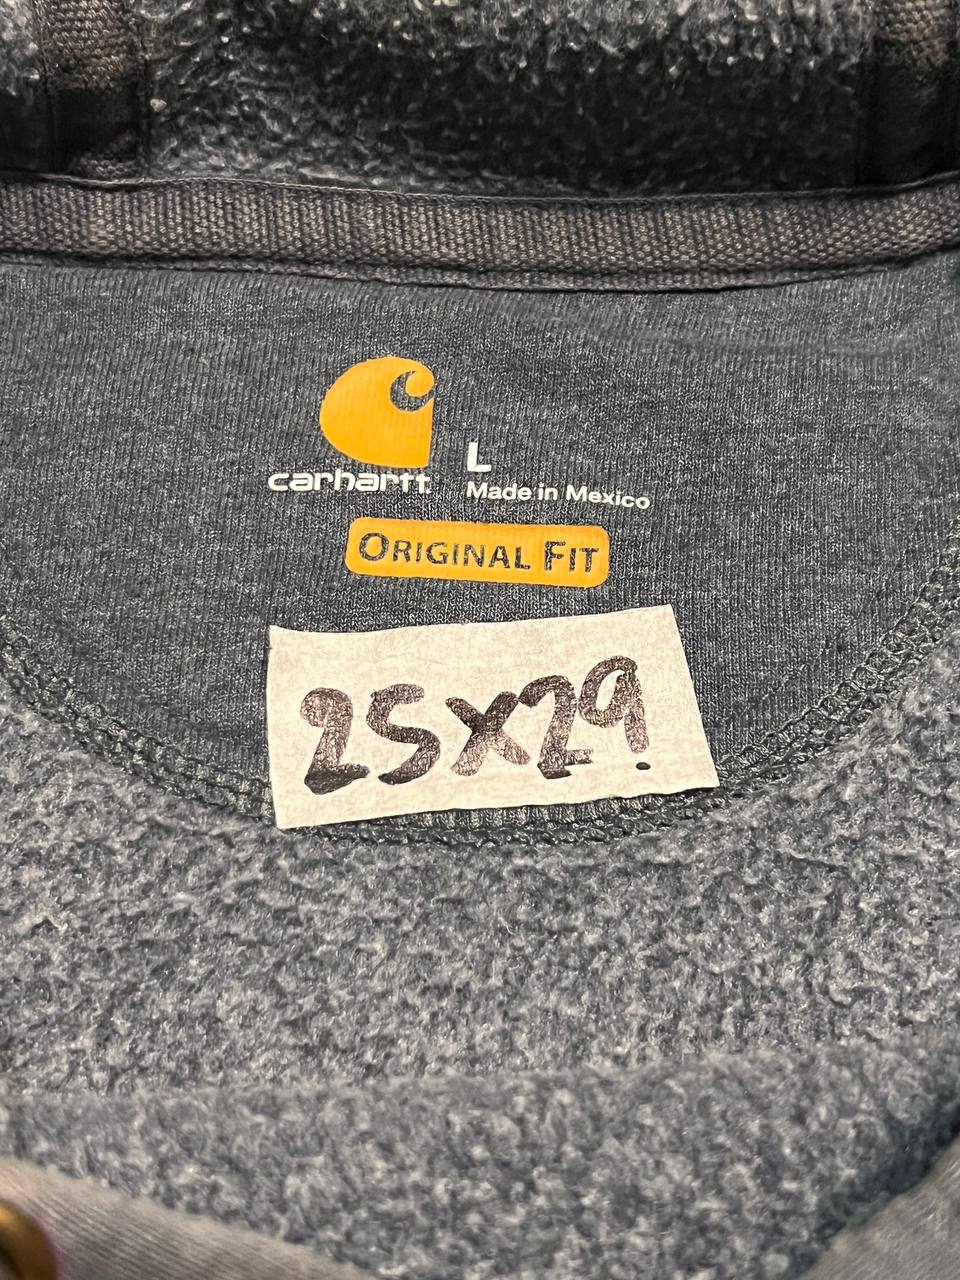 carhartt
L
Made in Mexico
ORIGINAL FIT
25x29.